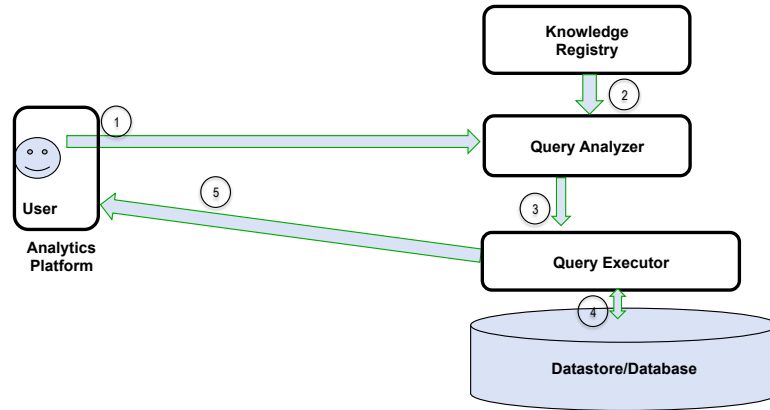 Knowledge
Registry
2
1
Query Analyzer
User
5
3
Analytics
Platform
Query Executor
4
Datastore/Database